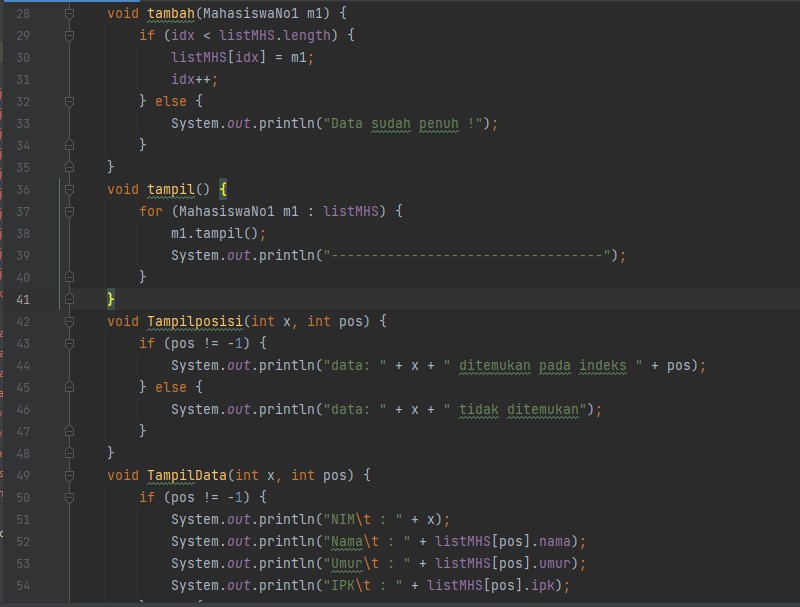 28 void tambah(MahasiswaNo1 m1) {
29 if (idx < listMHS.length) {
30 listMHS[idx] = m1;
31 idx++;
32 } else {
33 System.out.println("Data sudah penuh !");
34 }
35 }
36 void tampil() {
37 for (MahasiswaNo1 m1 : listMHS) {
38 m1.tampil();
39 System.out.println("----------------------------------");
40 }
41 }
42 void Tampilposisi(int x, int pos) {
43 if (pos != -1) {
44 System.out.println("data: " + x + " ditemukan pada indeks " + pos);
45 } else {
46 System.out.println("data: " + x + " tidak ditemukan");
47 }
48 }
49 void TampilData(int x, int pos) {
50 if (pos != -1) {
51 System.out.println("NIM\t : " + x);
52 System.out.println("Nama\t : " + listMHS[pos].nama);
53 System.out.println("Umur\t : " + listMHS[pos].umur);
54 System.out.println("IPK\t : " + listMHS[pos].ipk);